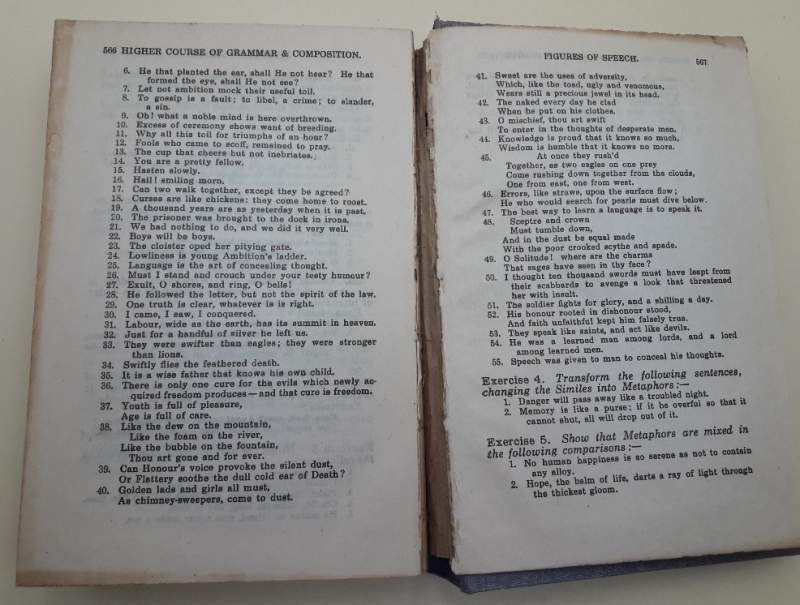 566 HIGHER COURSE OF GRAMMAR & COMPOSITION.
6. He that planted the ear, shall He not hear? He that
formed the eye, shall He not see?
7. Let not ambition mock their useful toil.
8. To gossip is a fault; to libel, a crime; to slander,
a sin.
9. Oh! what a noble mind is here overthrown.
10. Excess of ceremony shows want of breeding.
11. Why all this toil for triumphs of an hour?
12. Fools who came to scoff, remained to pray.
13. The cup that cheers but not inebriates.
14. You are a pretty fellow.
15. Hasten slowly.
16. Hail! smiling morn.
17. Can two walk together, except they be agreed?
18. Curses are like chickens: they come home to roost.
19. A thousand years are as yesterday when it is past.
20. The prisoner was brought to the dock in irons.
21. We had nothing to do, and we did it very well.
22. Boys will be boys.
23. The cloister oped her pitying gate.
24. Lowliness is young Ambition's ladder.
25. Language is the art of concealing thought.
26. Must I stand and crouch under your testy humour?
27. Exult, O shores, and ring, O bells!
28. He followed the letter, but not the spirit of the law.
29. One truth is clear, whatever is is right.
30. I came, I saw, I conquered.
31. Labour, wide as the earth, has its summit in heaven.
32. Just for a handful of silver he left us.
33. They were swifter than eagles; they were stronger
than lions.
34. Swiftly flies the feathered death.
35. It is a wise father that knows his own child.
36. There is only one cure for the evils which newly ac-
quired freedom produces—and that cure is freedom.
37. Youth is full of pleasure,
Age is full of care.
38. Like the dew on the mountain,
Like the foam on the river,
Like the bubble on the fountain,
Thou art gone and for ever.
39. Can Honour's voice provoke the silent dust,
Or Flattery soothe the dull cold ear of Death?
40. Golden lads and girls all must,
As chimney-sweepers, come to dust.
FIGURES OF SPEECH. 567
41. Sweet are the uses of adversity,
Which, like the toad, ugly and venomous,
Wears still a precious jewel in its head.
42. The naked every day he clad
When he put on his clothes.
43. O mischief, thou art swift
To enter in the thoughts of desperate men.
44. Knowledge is proud that it knows so much,
Wisdom is humble that it knows no more.
45. At once they rush'd
Together, as two eagles on one prey
Come rushing down together from the clouds,
One from east, one from west.
46. Errors, like straws, upon the surface flow;
He who would search for pearls must dive below.
47. The best way to learn a language is to speak it.
48. Sceptre and crown
Must tumble down,
And in the dust be equal made
With the poor crooked scythe and spade.
49. O Solitude! where are the charms
That sages have seen in thy face?
50. I thought ten thousand swords must have leapt from
their scabbards to avenge a look that threatened
her with insult.
51. The soldier fights for glory, and a shilling a day.
52. His honour rooted in dishonour stood,
And faith unfaithful kept him falsely true.
53. They speak like saints, and act like devils.
54. He was a learned man among lords, and a lord
among learned men.
55. Speech was given to man to conceal his thoughts.
Exercise 4. Transform the following sentences,
changing the Similes into Metaphors:—
1. Danger will pass away like a troubled night.
2. Memory is like a purse; if it be overful so that it
cannot shut, all will drop out of it.
Exercise 5. Show that Metaphors are mixed in
the following comparisons:—
1. No human happiness is so serene as not to contain
any alloy.
2. Hope, the balm of life, darts a ray of light through
the thickest gloom.